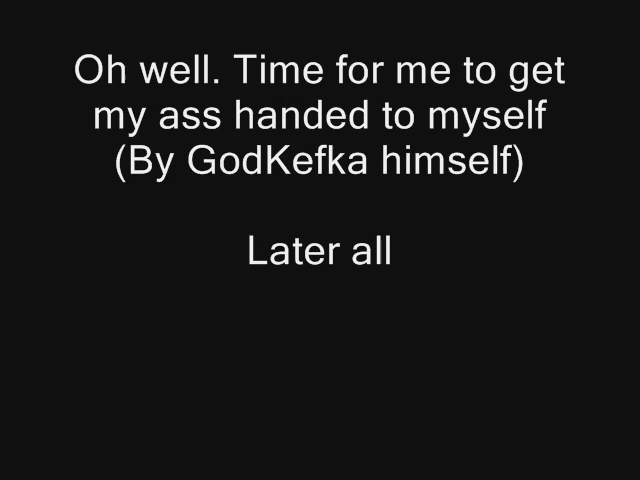 Oh well. Time for me to get
my ass handed to myself
(By GodKefka himself)
Later all